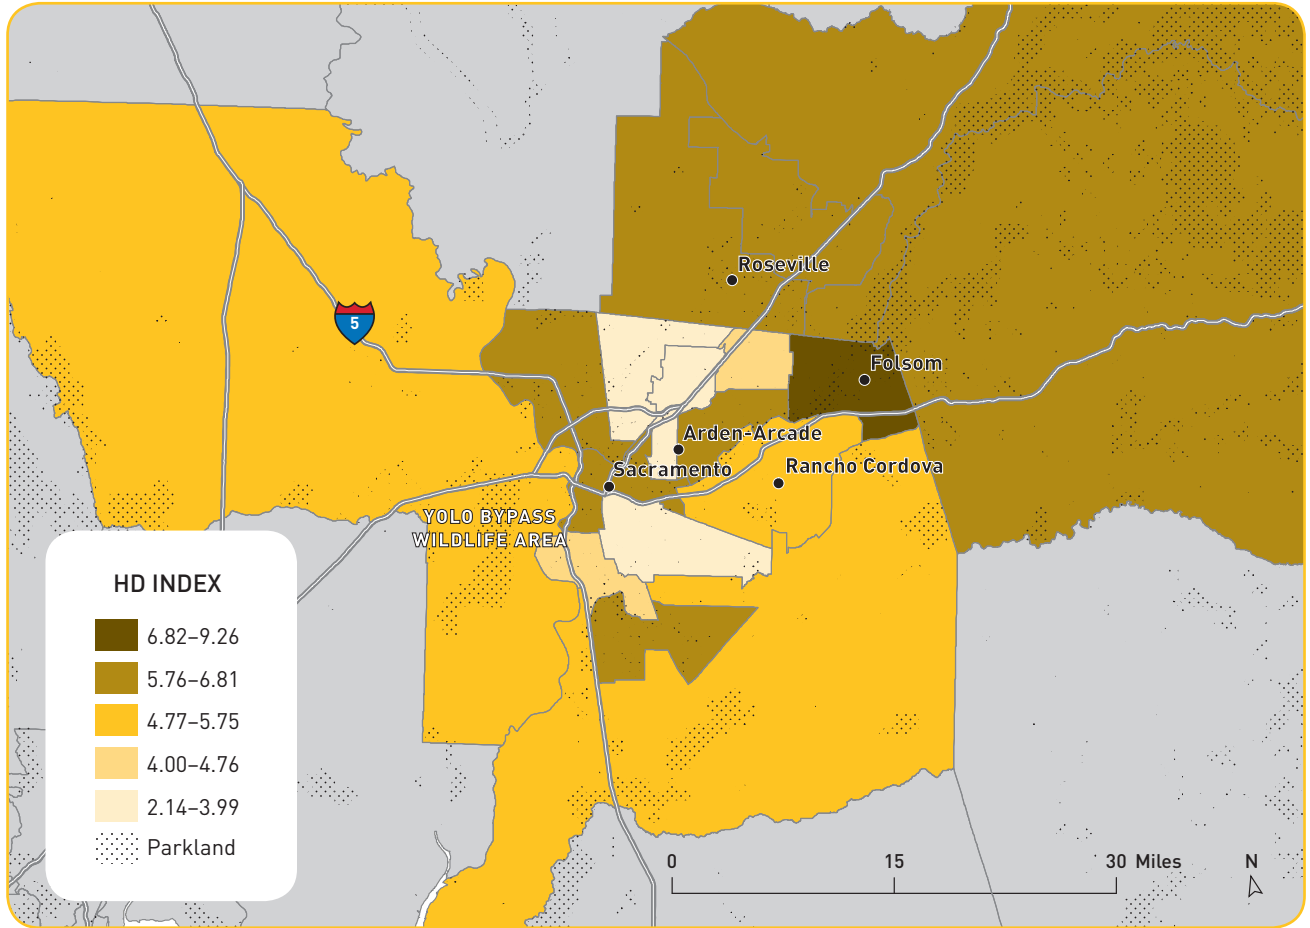 Roseville
5
Folsom
Arden-Arcade
Sacramento
Rancho Cordova
YOLO BYPASS
WILDLIFE AREA
HD INDEX
6.82–9.26
5.76–6.81
4.77–5.75
4.00–4.76
2.14–3.99
Parkland
0 15 30 Miles N